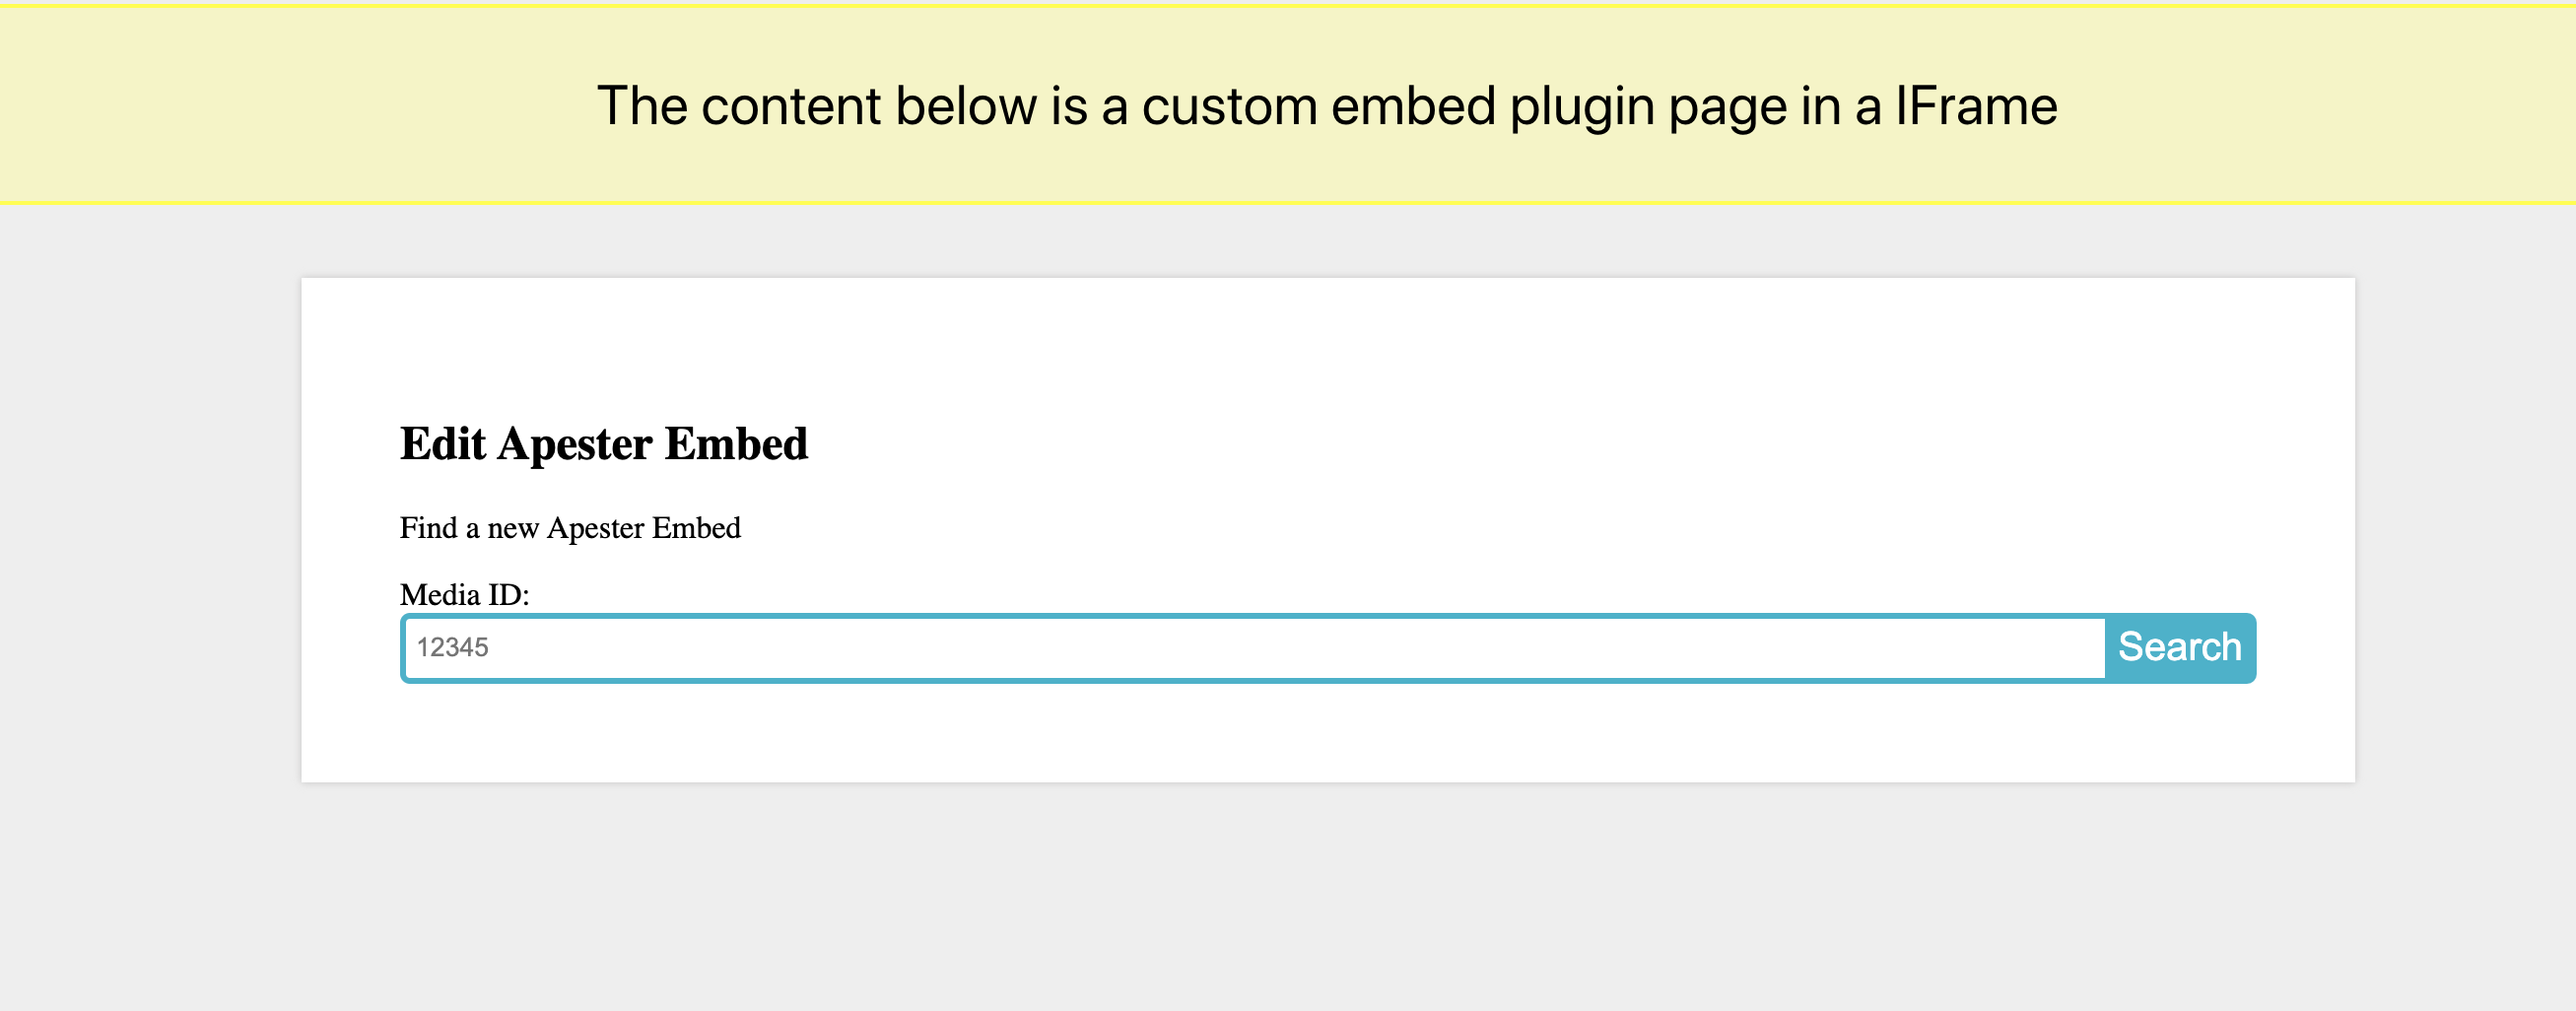 The content below is a custom embed plugin page in a IFrame
Edit Apester Embed
Find a new Apester Embed
Media ID:
12345
Search